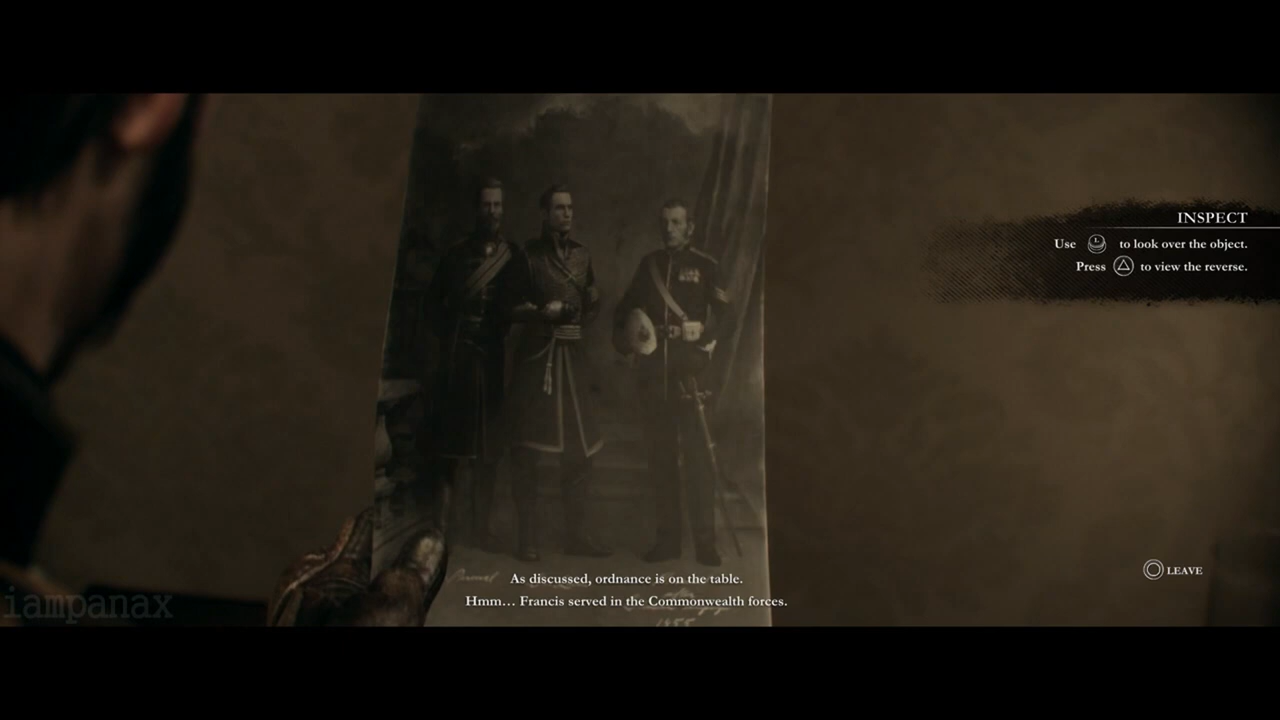 INSPECT
Use L to look over the object.
Press to view the reverse.
As discussed, ordnance is on the table.
Hmm... Francis served in the Commonwealth forces.
1855
LEAVE
iampanax